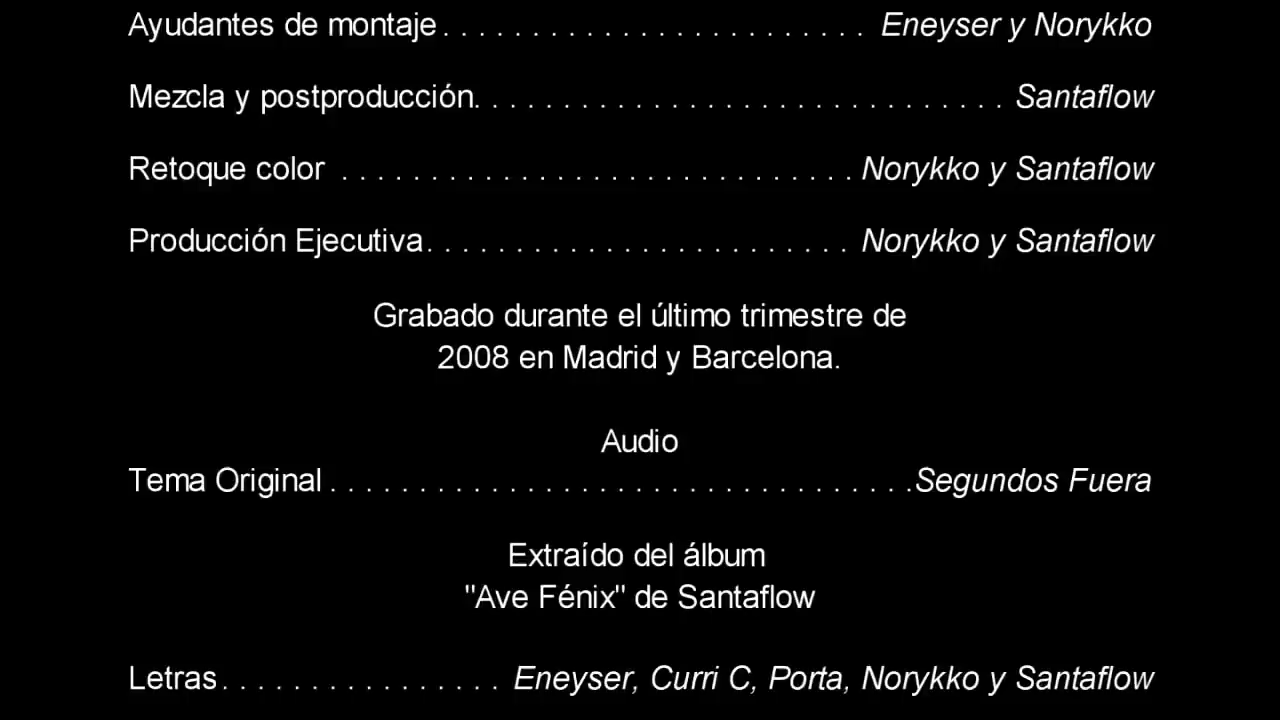 Ayudantes de montaje . . . . . . . . . . . . . . . . . . . . . . . . Eneyser y Norykko
Mezcla y postproducción. . . . . . . . . . . . . . . . . . . . . . . . . . . . . . Santaflow
Retoque color . . . . . . . . . . . . . . . . . . . . . . . . . . . . . Norykko y Santaflow
Producción Ejecutiva. . . . . . . . . . . . . . . . . . . . . . . . Norykko y Santaflow
Grabado durante el último trimestre de
2008 en Madrid y Barcelona.
Audio
Tema Original . . . . . . . . . . . . . . . . . . . . . . . . . . . . . . . . .Segundos Fuera
Extraído del álbum
"Ave Fénix" de Santaflow
Letras . . . . . . . . . . . . . . . . Eneyser, Curri C, Porta, Norykko y Santaflow